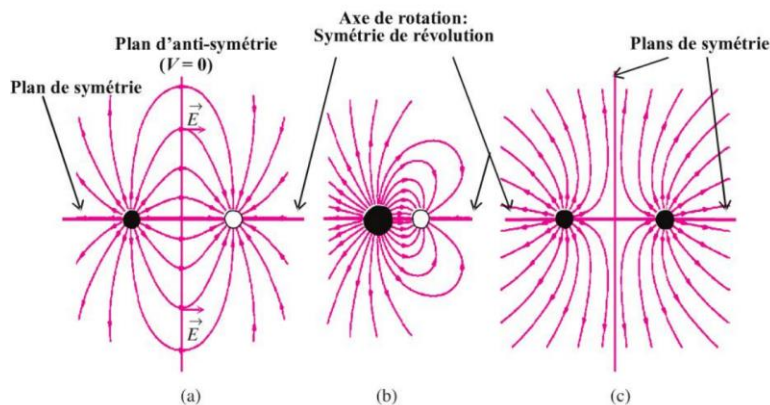 Axe de rotation:
Symétrie de révolution
Plan d'anti-symétrie
(V = 0)
Plans de symétrie
Plan de symétrie
E
E
(a)
(b)
(c)